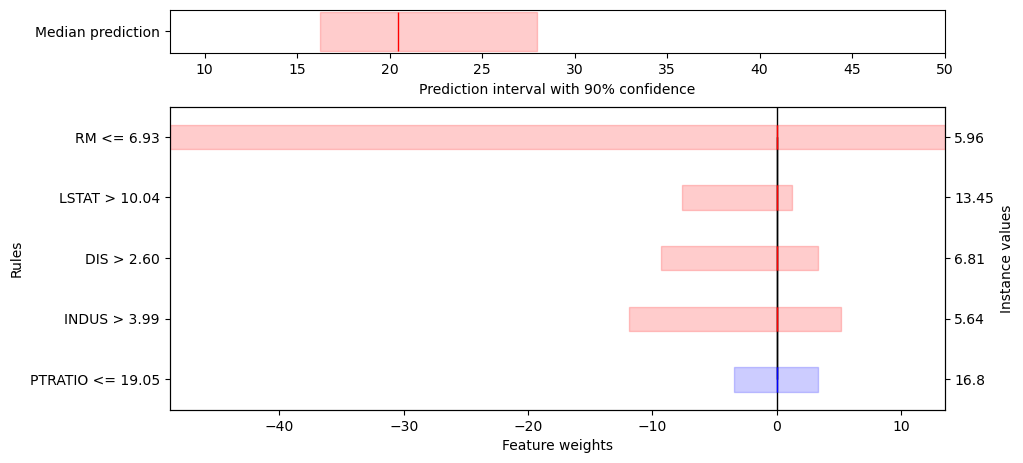 Median prediction
10 15 20 25 30 35 40 45 50
Prediction interval with 90% confidence
RM <= 6.93 5.96
LSTAT > 10.04 13.45
DIS > 2.60 6.81
INDUS > 3.99 5.64
PTRATIO <= 19.05 16.8
Rules
Instance values
−40 −30 −20 −10 0 10
Feature weights